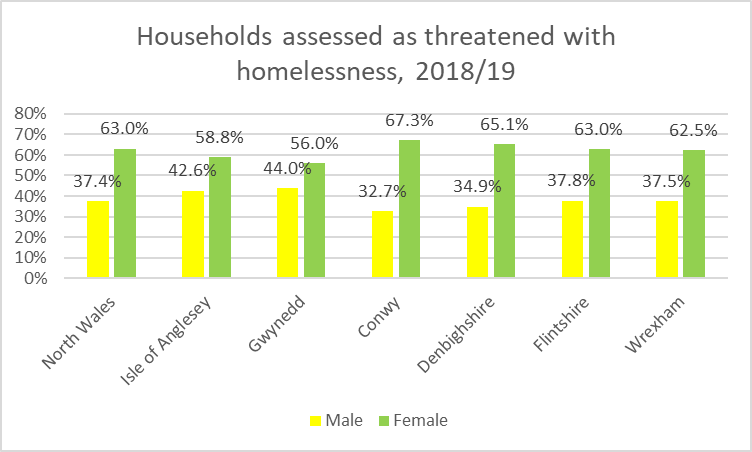 Households assessed as threatened with
homelessness, 2018/19
80%
70%
60%
50%
40%
30%
20%
10%
0%
37.4%
63.0%
42.6%
58.8%
44.0%
56.0%
32.7%
67.3%
34.9%
65.1%
37.8%
63.0%
37.5%
62.5%
North Wales
Isle of Anglesey
Gwynedd
Conwy
Denbighshire
Flintshire
Wrexham
Male
Female